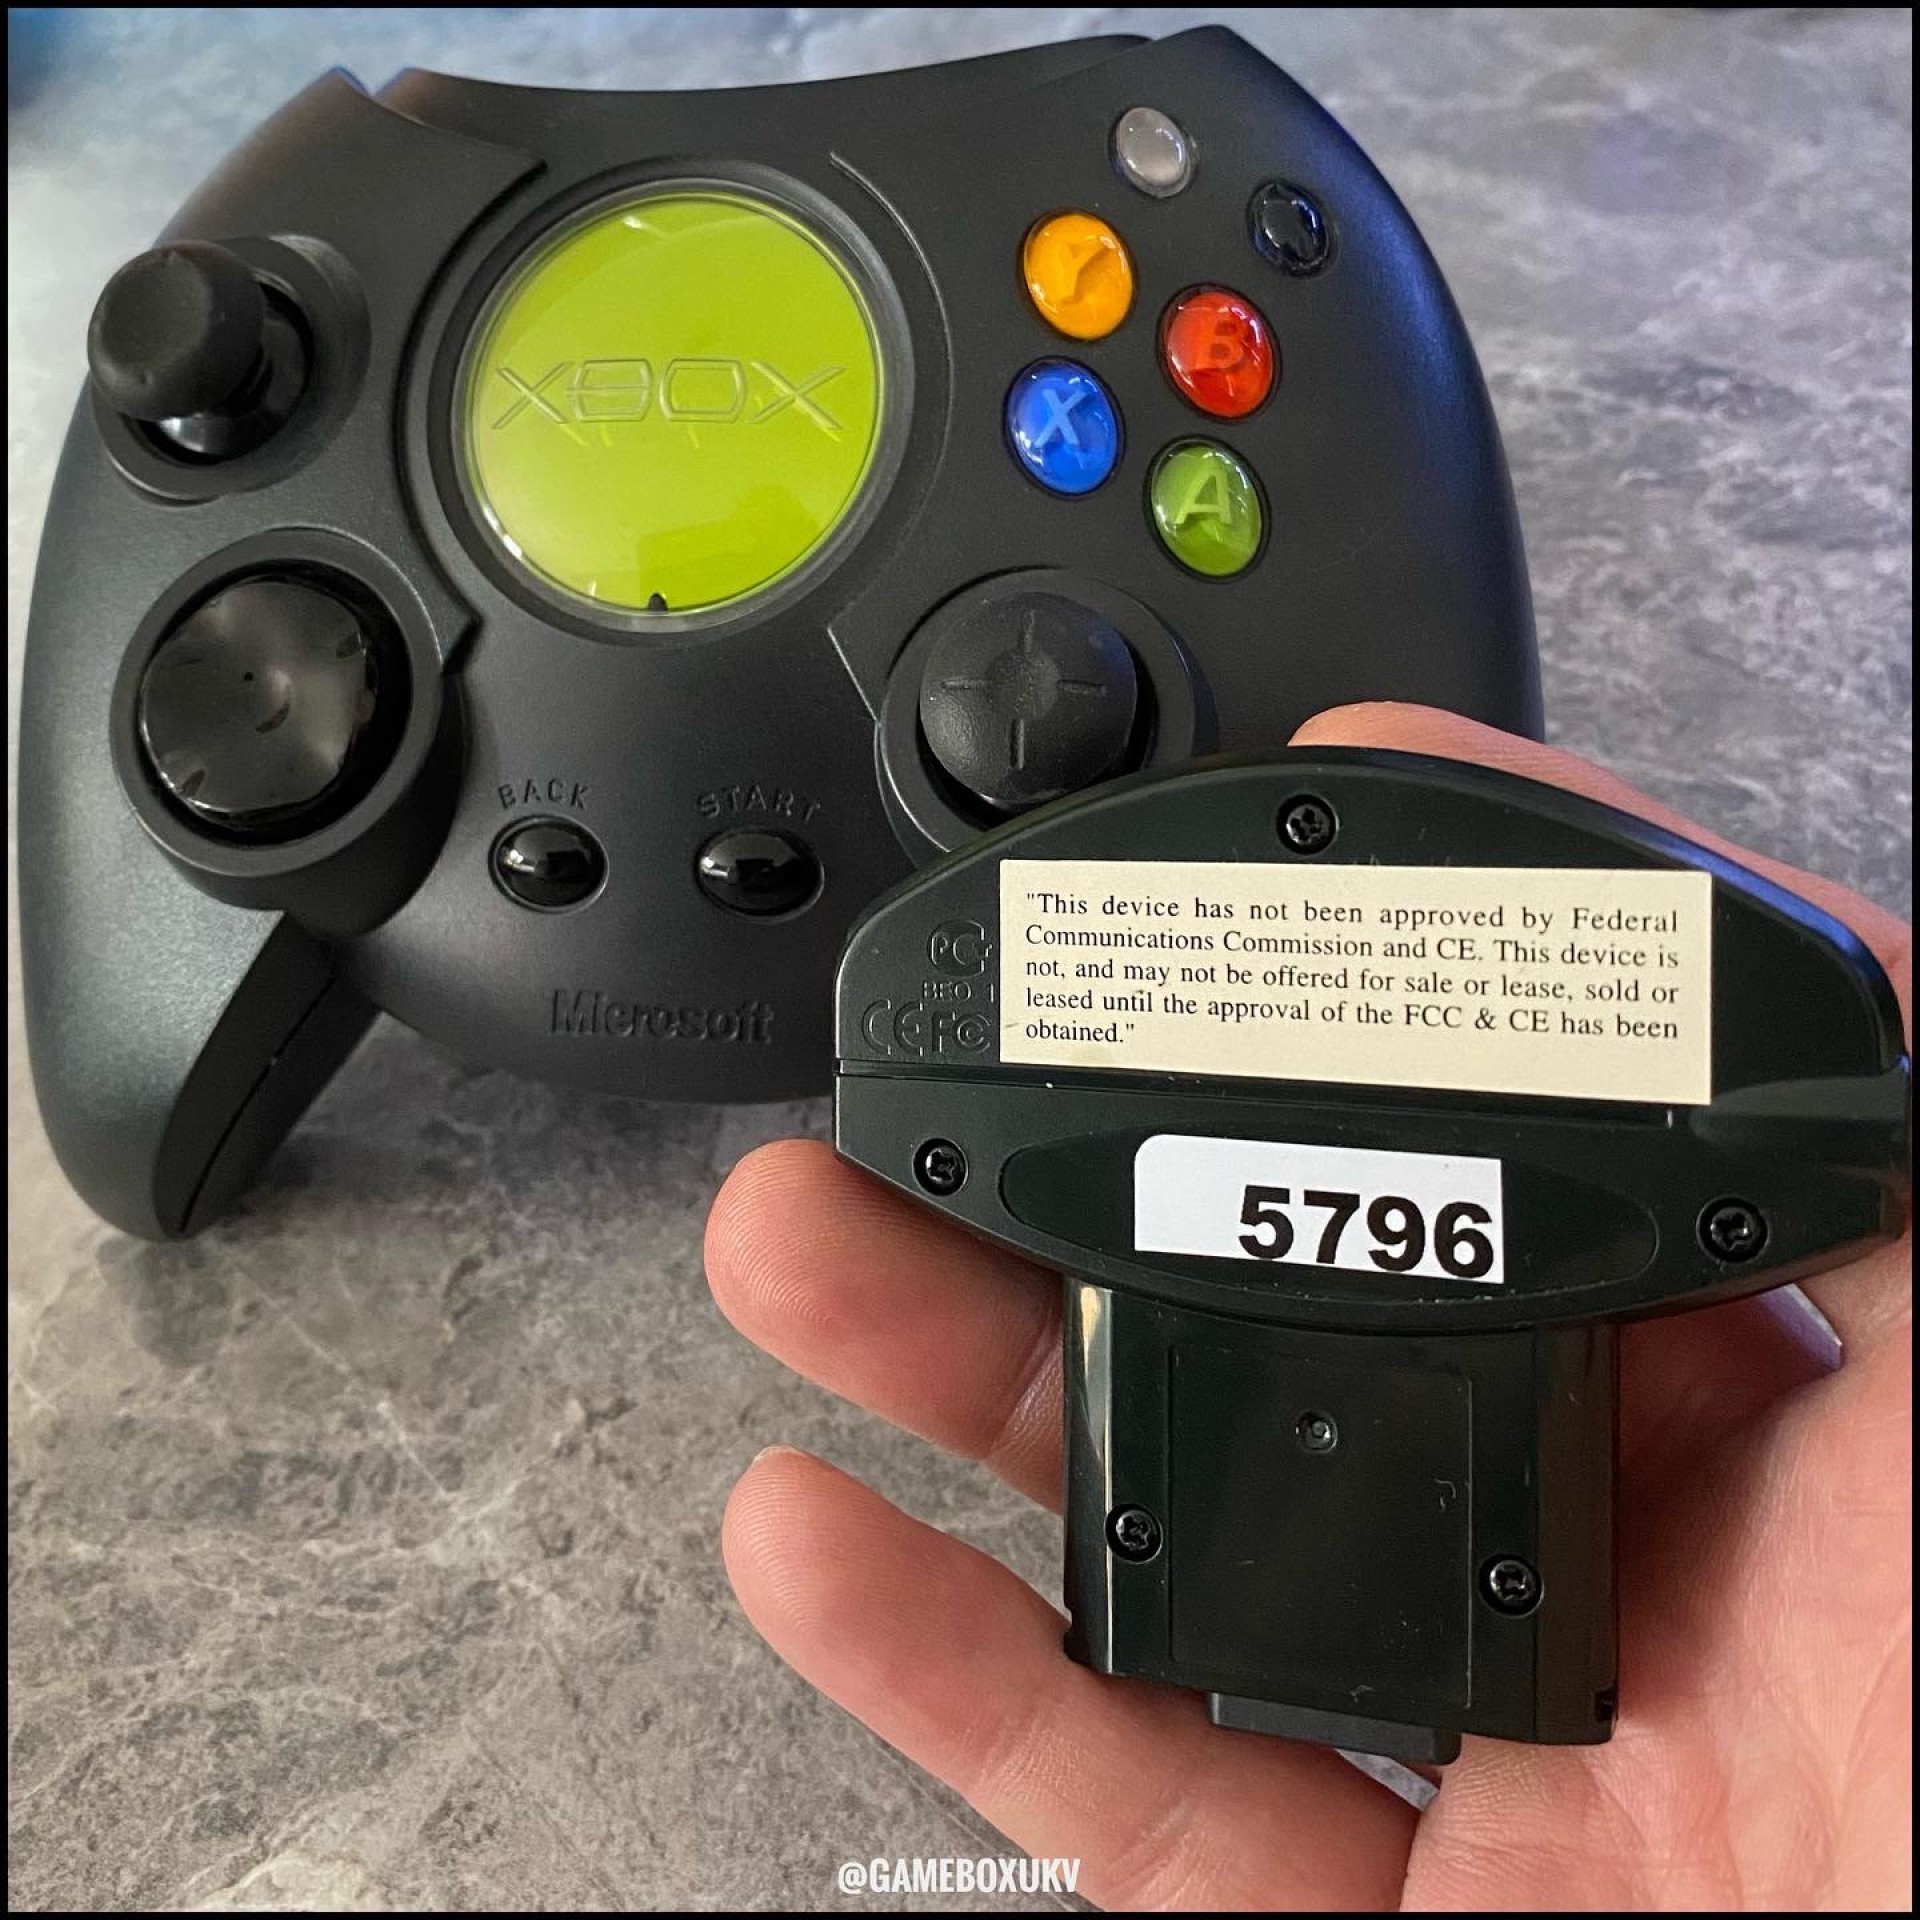 XBOX
Y
B
X
A
BACK START
Microsoft
"This device has not been approved by Federal
Communications Commission and CE. This device is
not, and may not be offered for sale or lease, sold or
leased until the approval of the FCC & CE has been
obtained."
CE FC
5796
@GAMEBOXUKV